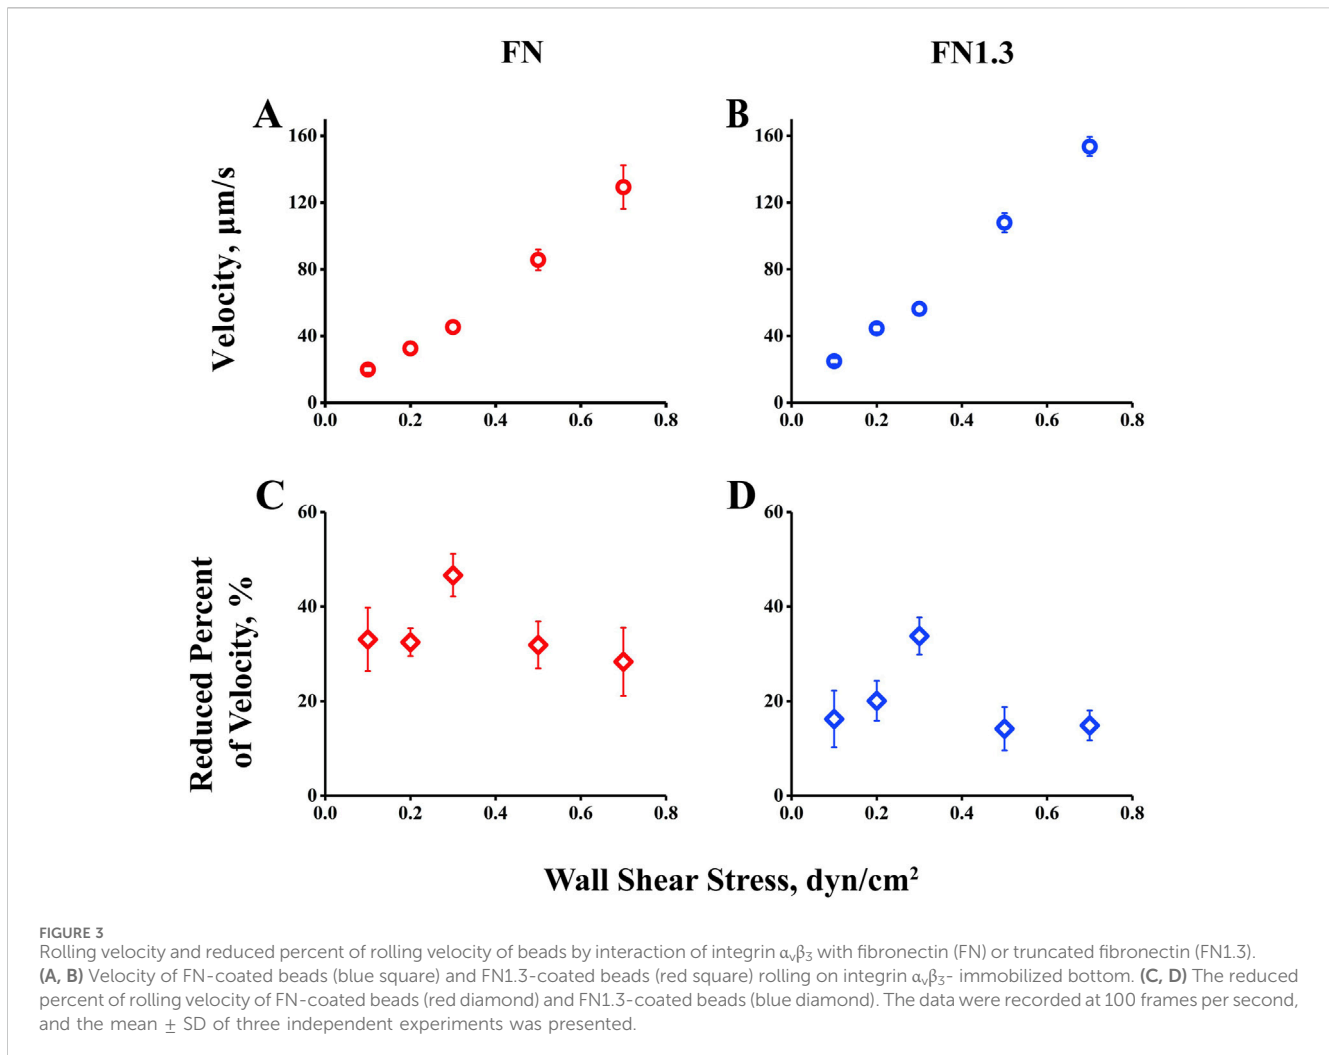 FN
FN1.3
A
B
Velocity, μm/s
160
120
80
40
0
0.0 0.2 0.4 0.6 0.8
160
120
80
40
0
0.0 0.2 0.4 0.6 0.8
C
D
Reduced Percent
of Velocity, %
60
40
20
0
0.0 0.2 0.4 0.6 0.8
60
40
20
0
0.0 0.2 0.4 0.6 0.8
Wall Shear Stress, dyn/cm²
FIGURE 3
Rolling velocity and reduced percent of rolling velocity of beads by interaction of integrin αᵥβ₃ with fibronectin (FN) or truncated fibronectin (FN1.3).
(A, B) Velocity of FN-coated beads (blue square) and FN1.3-coated beads (red square) rolling on integrin αᵥβ₃- immobilized bottom. (C, D) The reduced
percent of rolling velocity of FN-coated beads (red diamond) and FN1.3-coated beads (blue diamond). The data were recorded at 100 frames per second,
and the mean ± SD of three independent experiments was presented.